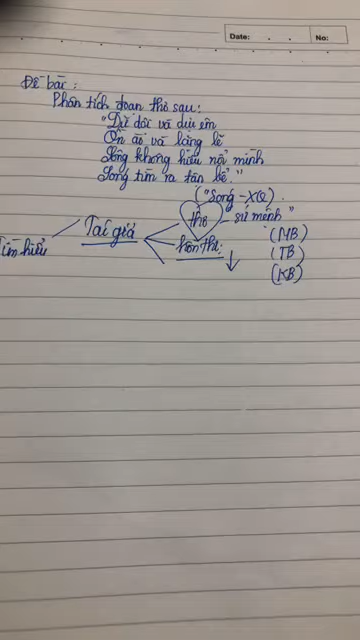 Date: . . No:
Đề bài:
Phân tích đoạn thơ sau:
"Dữ dội và dịu êm
Ồn ào và lặng lẽ
Sông không hiểu nổi mình
Sóng tìm ra tận bể."
("Sóng - XQ).
Tìm hiểu Tác giả thơ - sứ mệnh"
hồn thơ:
(MB)
(TB)
(KB)